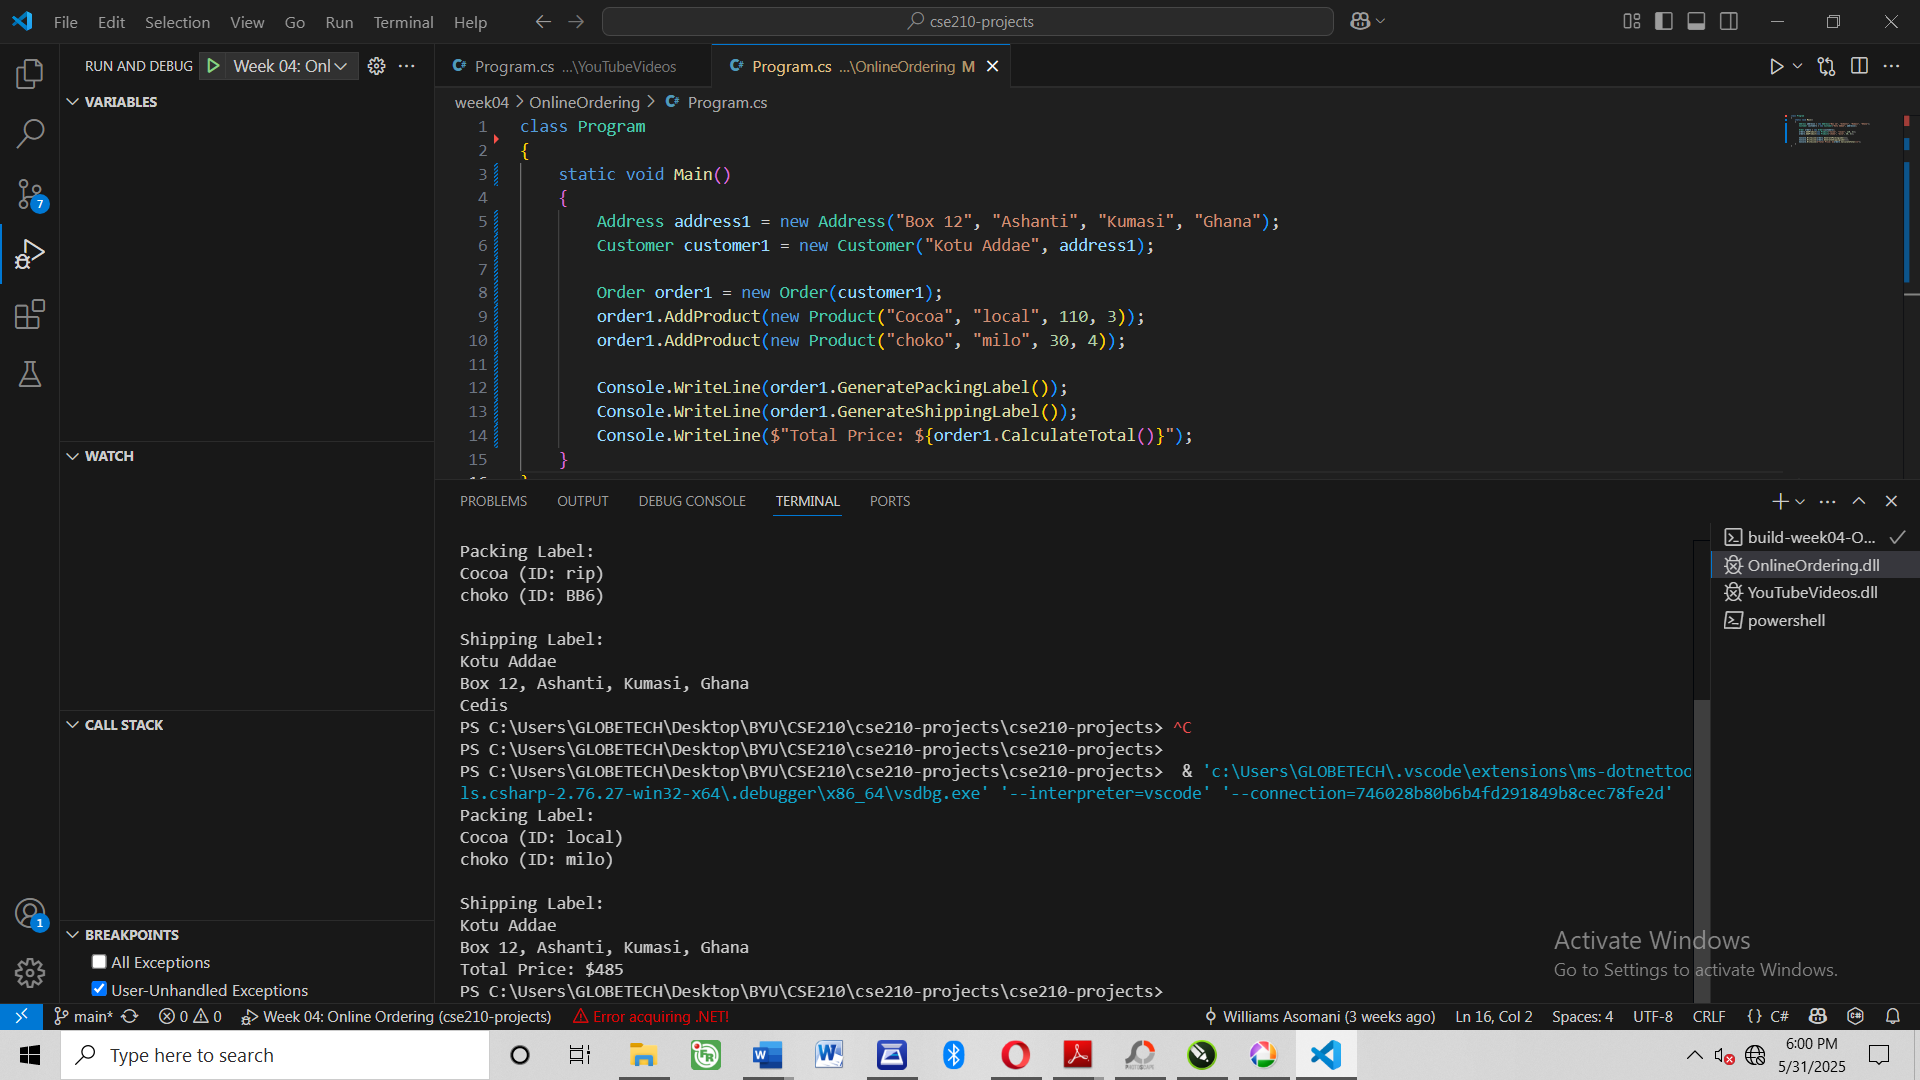 File Edit Selection View Go Run Terminal Help
cse210-projects
RUN AND DEBUG
Week 04: Onl
Program.cs ...\YouTubeVideos
Program.cs ...\OnlineOrdering M
week04 > OnlineOrdering > Program.cs
VARIABLES
1 class Program
2 {
3 static void Main()
4 {
5 Address address1 = new Address("Box 12", "Ashanti", "Kumasi", "Ghana");
6 Customer customer1 = new Customer("Kotu Addae", address1);
7
8 Order order1 = new Order(customer1);
9 order1.AddProduct(new Product("Cocoa", "local", 110, 3));
10 order1.AddProduct(new Product("choko", "milo", 30, 4));
11
12 Console.WriteLine(order1.GeneratePackingLabel());
13 Console.WriteLine(order1.GenerateShippingLabel());
14 Console.WriteLine($"Total Price: ${order1.CalculateTotal()}");
15 }
WATCH
CALL STACK
BREAKPOINTS
All Exceptions
User-Unhandled Exceptions
7
1
PROBLEMS OUTPUT DEBUG CONSOLE TERMINAL PORTS
Packing Label:
Cocoa (ID: rip)
choko (ID: BB6)
Shipping Label:
Kotu Addae
Box 12, Ashanti, Kumasi, Ghana
Cedis
PS C:\Users\GLOBETECH\Desktop\BYU\CSE210\cse210-projects\cse210-projects> ^C
PS C:\Users\GLOBETECH\Desktop\BYU\CSE210\cse210-projects\cse210-projects>
PS C:\Users\GLOBETECH\Desktop\BYU\CSE210\cse210-projects\cse210-projects> & 'c:\Users\GLOBETECH\.vscode\extensions\ms-dotnettoo
ls.csharp-2.76.27-win32-x64\.debugger\x86_64\vsdbg.exe' '--interpreter=vscode' '--connection=746028b80b6b4fd291849b8cec78fe2d'
Packing Label:
Cocoa (ID: local)
choko (ID: milo)
Shipping Label:
Kotu Addae
Box 12, Ashanti, Kumasi, Ghana
Total Price: $485
PS C:\Users\GLOBETECH\Desktop\BYU\CSE210\cse210-projects\cse210-projects>
build-week04-O...
OnlineOrdering.dll
YouTubeVideos.dll
powershell
Activate Windows
Go to Settings to activate Windows.
main* 0 0 Week 04: Online Ordering (cse210-projects) Error acquiring .NET! Williams Asomani (3 weeks ago) Ln 16, Col 2 Spaces: 4 UTF-8 CRLF {} C#
Type here to search
6:00 PM
5/31/2025